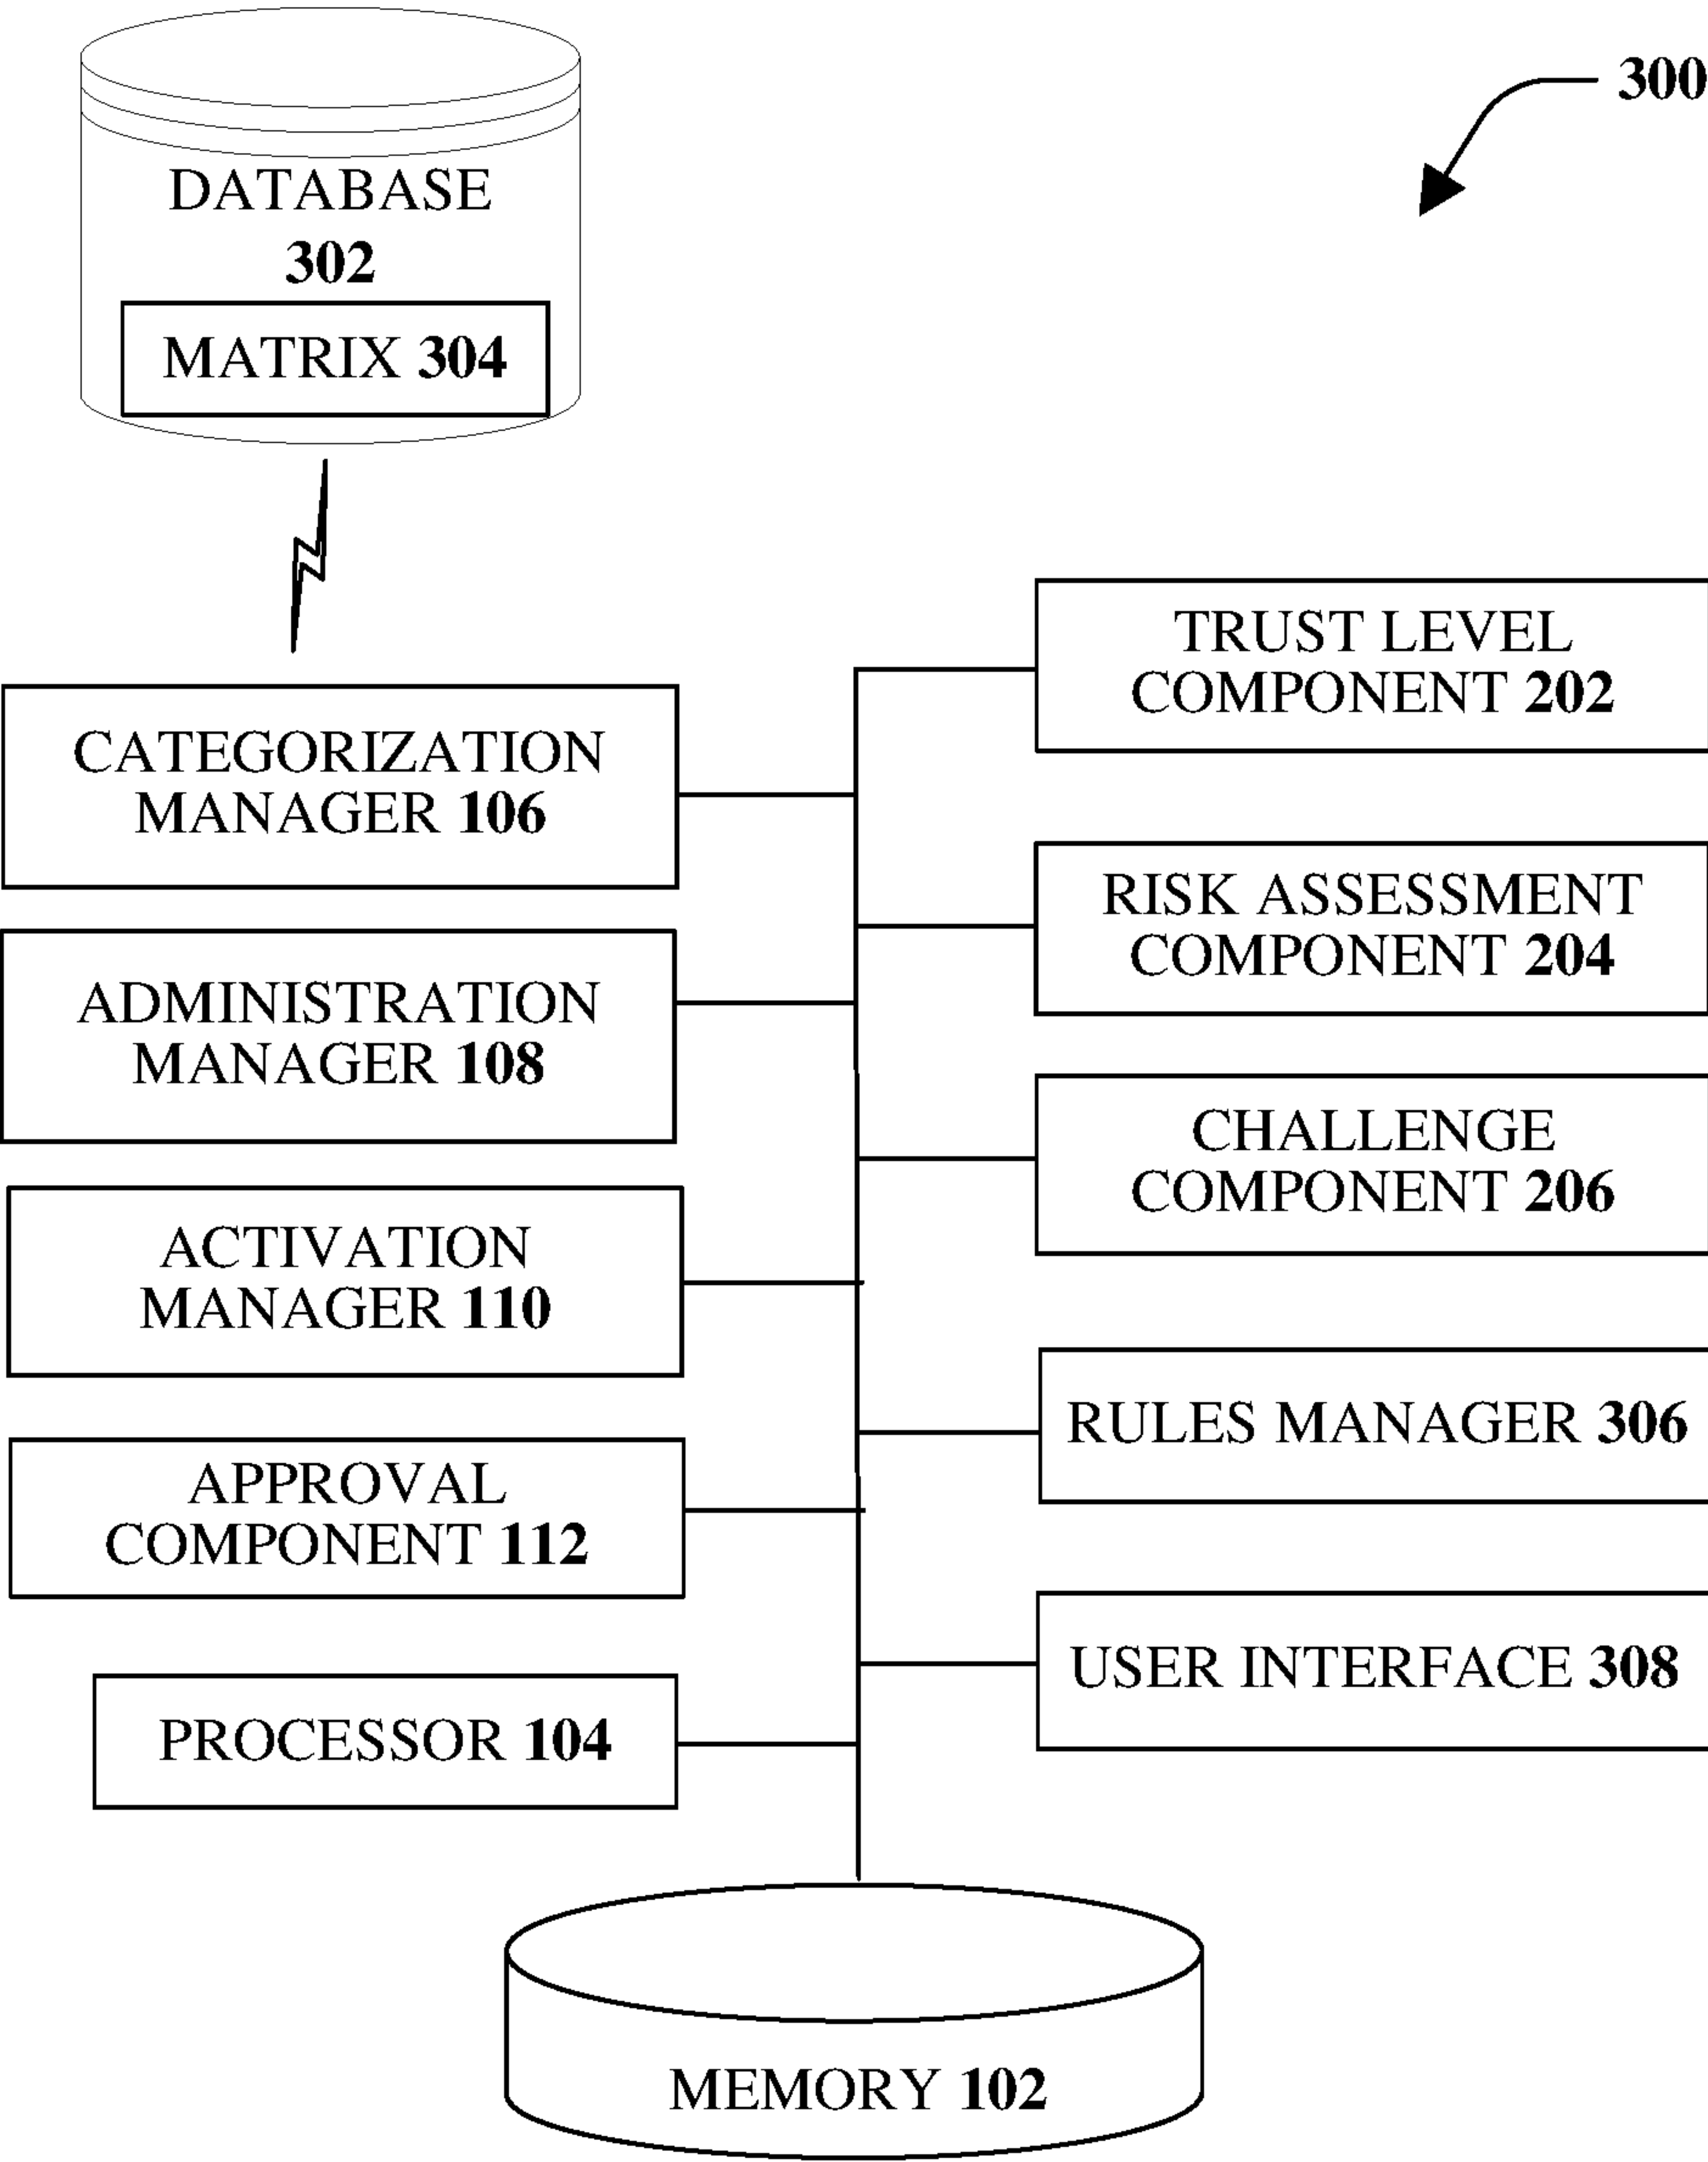 300
DATABASE
302
MATRIX 304
CATEGORIZATION
MANAGER 106
ADMINISTRATION
MANAGER 108
ACTIVATION
MANAGER 110
APPROVAL
COMPONENT 112
PROCESSOR 104
TRUST LEVEL
COMPONENT 202
RISK ASSESSMENT
COMPONENT 204
CHALLENGE
COMPONENT 206
RULES MANAGER 306
USER INTERFACE 308
MEMORY 102